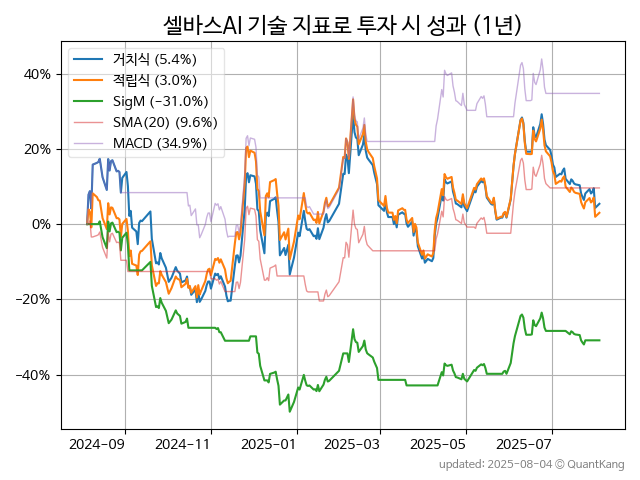 셀바스AI 기술 지표로 투자 시 성과 (1년)
거치식 (5.4%)
적립식 (3.0%)
SigM (−31.0%)
SMA(20) (9.6%)
MACD (34.9%)
40%
20%
0%
−20%
−40%
2024-09 2024-11 2025-01 2025-03 2025-05 2025-07
updated: 2025-08-04 © QuantKang